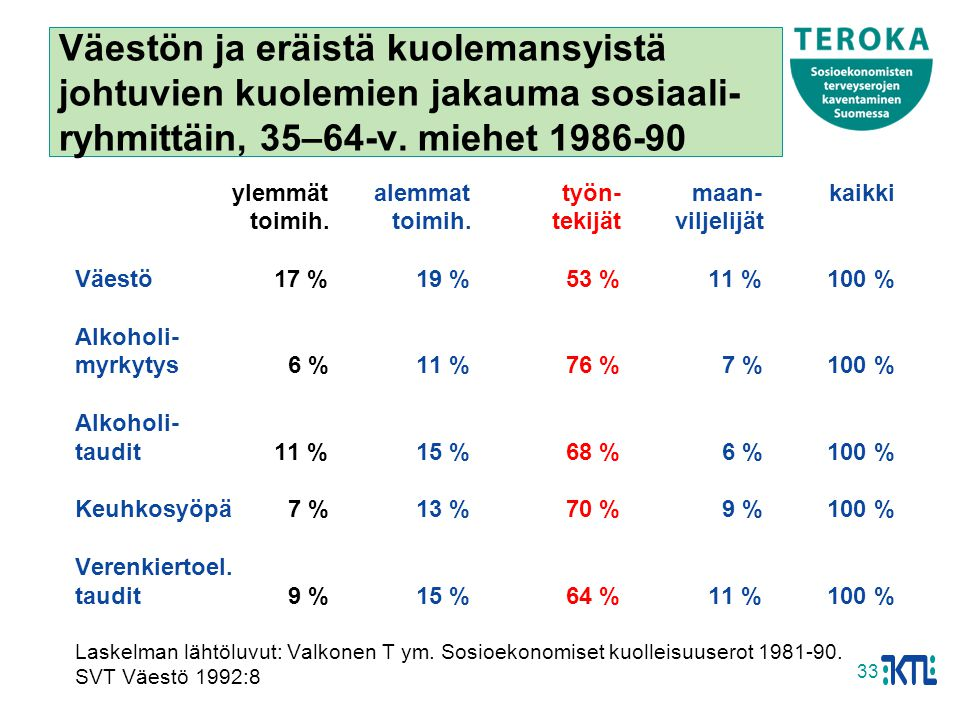 Väestön ja eräistä kuolemansyistä
johtuvien kuolemien jakauma sosiaali-
ryhmittäin, 35–64-v. miehet 1986-90
TEROKA
Sosioekonomisten
terveyserojen
kaventaminen
Suomessa
ylemmät alemmat työn- maan- kaikki
toimih. toimih. tekijät viljelijät
Väestö 17 % 19 % 53 % 11 % 100 %
Alkoholi-
myrkytys 6 % 11 % 76 % 7 % 100 %
Alkoholi-
taudit 11 % 15 % 68 % 6 % 100 %
Keuhkosyöpä 7 % 13 % 70 % 9 % 100 %
Verenkiertoel.
taudit 9 % 15 % 64 % 11 % 100 %
Laskelman lähtöluvut: Valkonen T ym. Sosioekonomiset kuolleisuuserot 1981-90.
SVT Väestö 1992:8
33 KTL